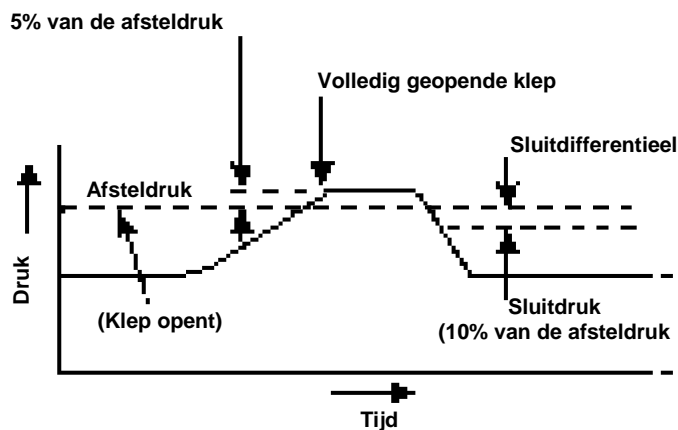 5% van de afsteldruk
Volledig geopende klep
Sluitdifferentieel
Afsteldruk
Druk
(Klep opent)
Sluitdruk
(10% van de afsteldruk
Tijd